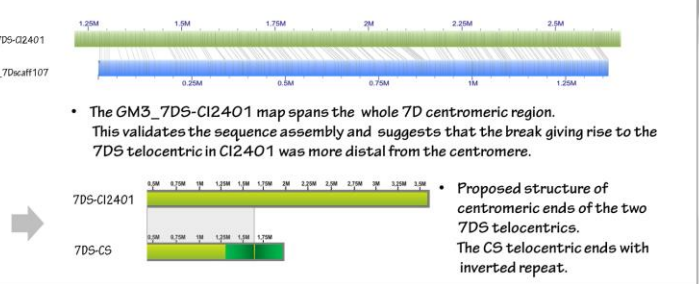 1.25M 1.5M 1.75M 2M 2.25M 2.5M
7DS-CI2401
_7Dscaff107
0.25M 0.5M 0.75M 1M 1.25M
• The GM3_7DS-CI2401 map spans the whole 7D centromeric region.
This validates the sequence assembly and suggests that the break giving rise to the
7DS telocentric in CI2401 was more distal from the centromere.
0,5M 0,75M 1M 1,25M 1,5M 1,75M 2M 2,25M 2,5M 2,75M 3M 3,25M 3,5M
7DS-CI2401
0,5M 0,75M 1M 1,25M 1,5M 1,75M
7DS-CS
• Proposed structure of
centromeric ends of the two
7DS telocentrics.
The CS telocentric ends with
inverted repeat.